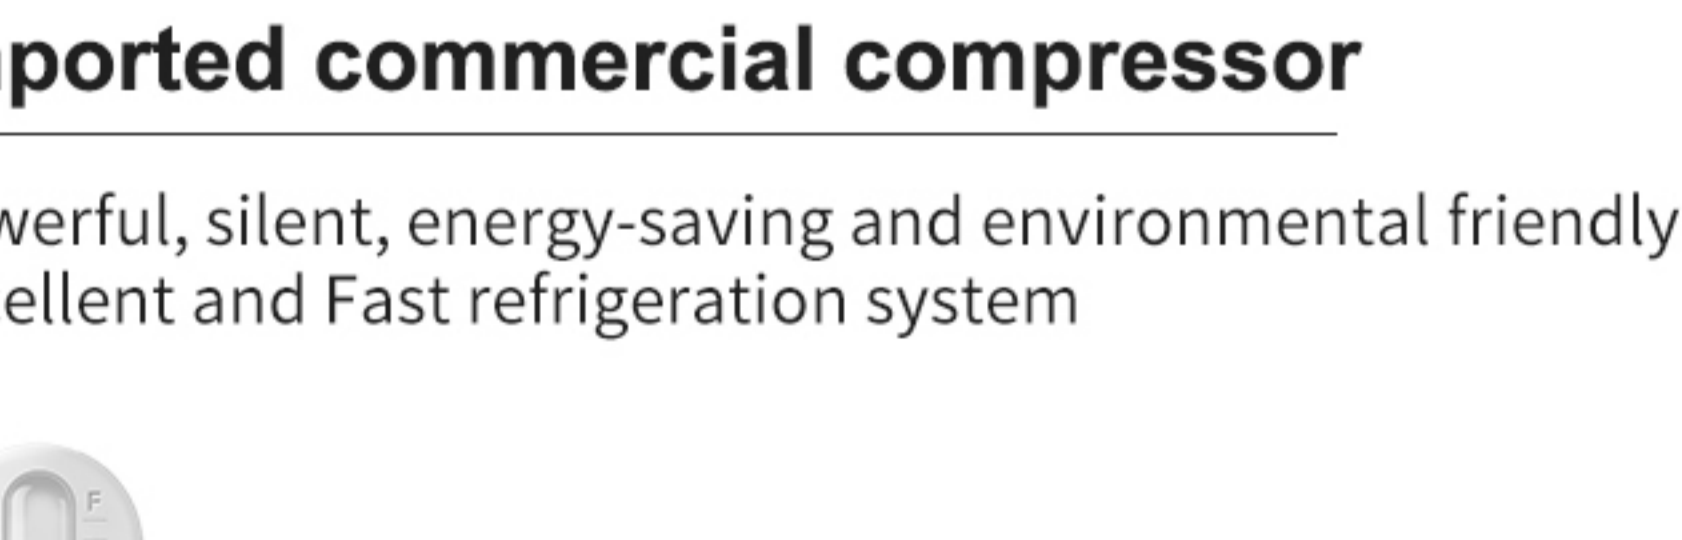 ported commercial compressor
werful, silent, energy-saving and environmental friendly
ellent and Fast refrigeration system
F